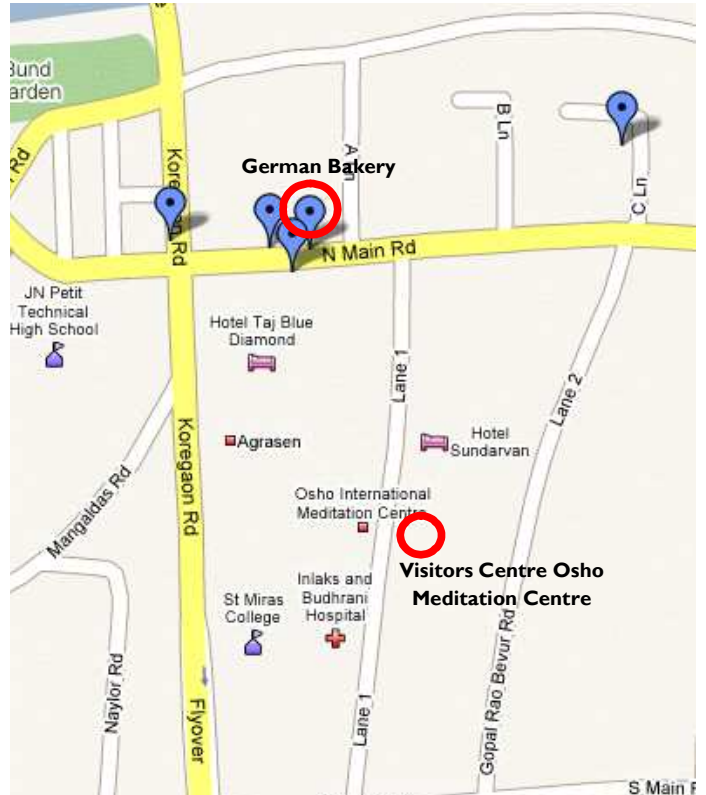 Bund
Garden
Rd
German Bakery
A Ln
B Ln
C Ln
Koregaon Rd
N Main Rd
JN Petit
Technical
High School
Hotel Taj Blue
Diamond
Lane 1
Lane 2
Agrasen
Hotel
Sundarvan
Koregaon Rd
Mangaldas Rd
Osho International
Meditation Centre
Visitors Centre Osho
Meditation Centre
Inlaks and
Budhrani
Hospital
St Miras
College
Gopal Rao Bevur Rd
Naylor Rd
Flyover
Lane 1
S Main